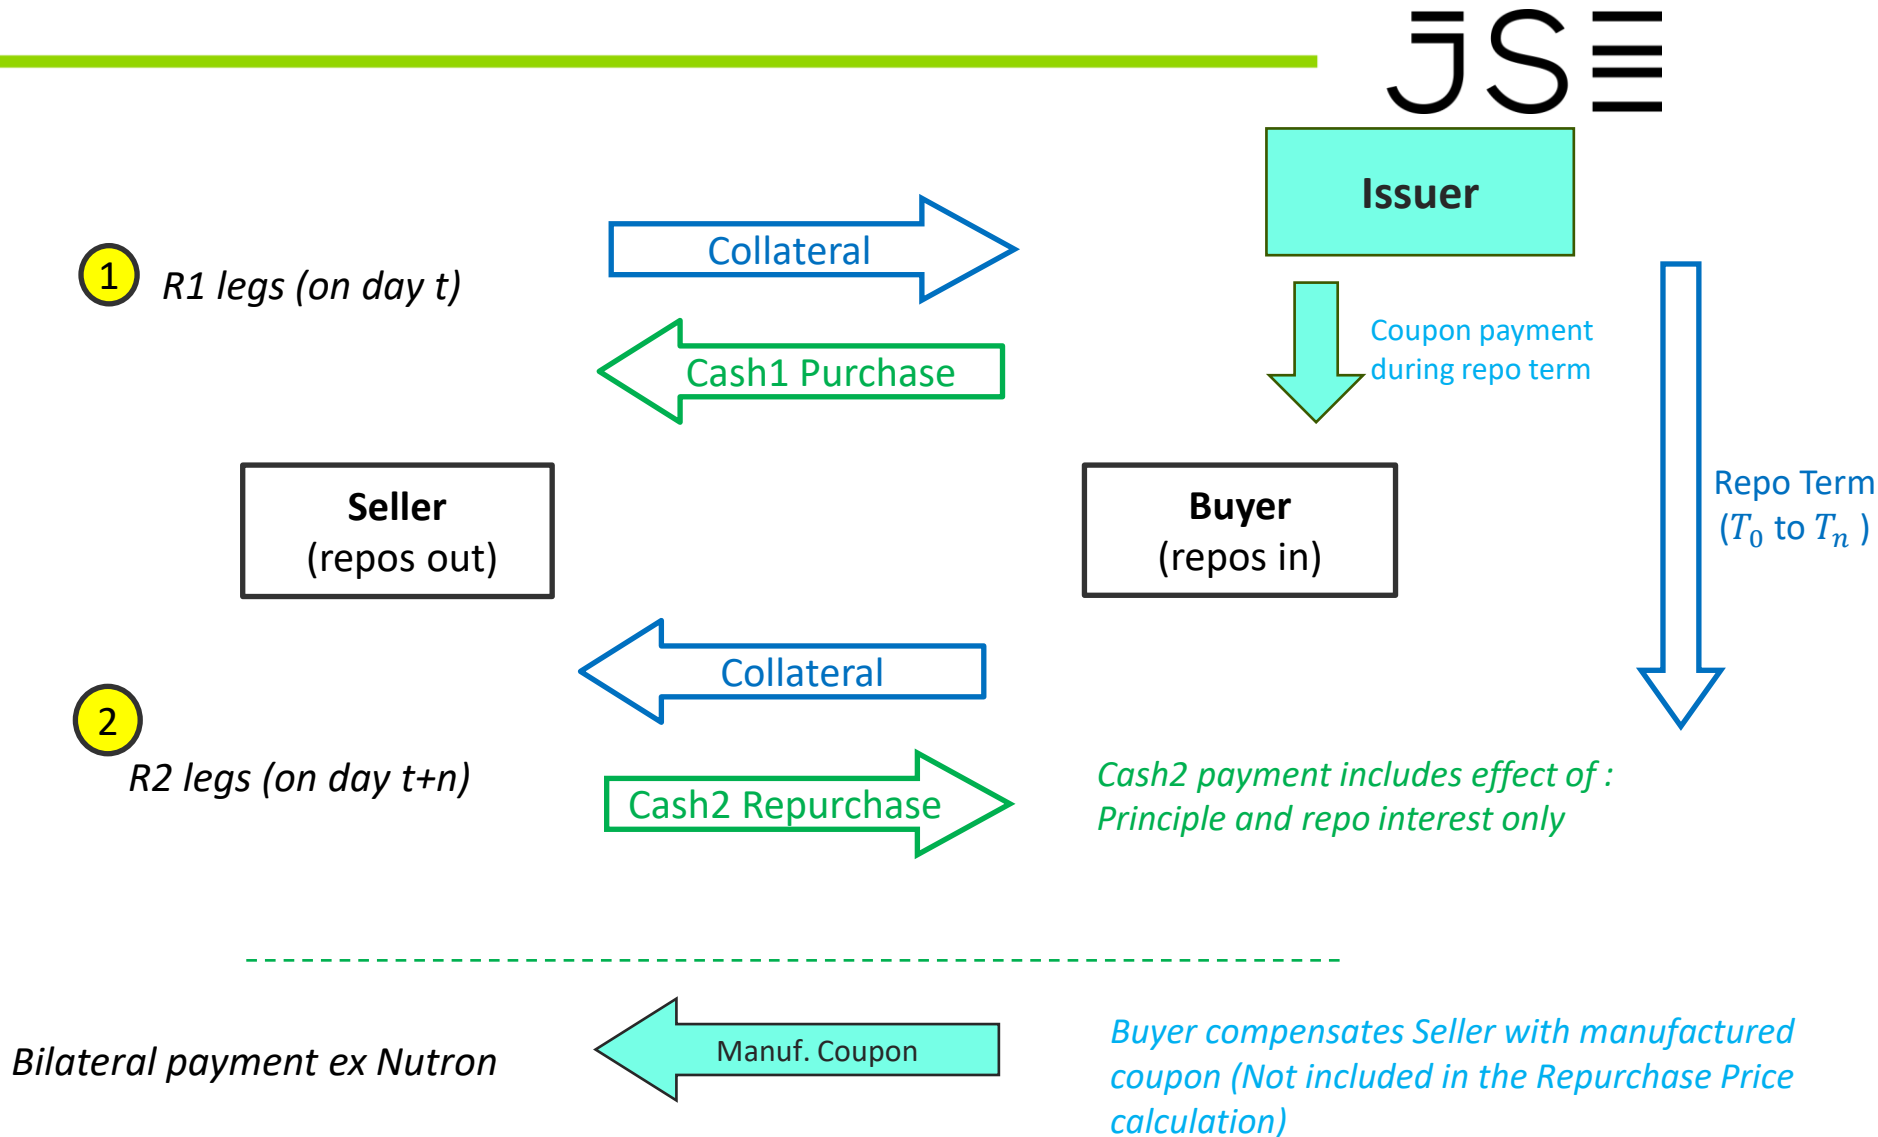 JSE
Issuer
Collateral
1
R1 legs (on day t)
Coupon payment
during repo term
Cash1 Purchase
Seller
(repos out)
Buyer
(repos in)
Repo Term
(T₀ to Tₙ )
Collateral
2
R2 legs (on day t+n)
Cash2 Repurchase
Cash2 payment includes effect of :
Principle and repo interest only
Bilateral payment ex Nutron
Manuf. Coupon
Buyer compensates Seller with manufactured
coupon (Not included in the Repurchase Price
calculation)